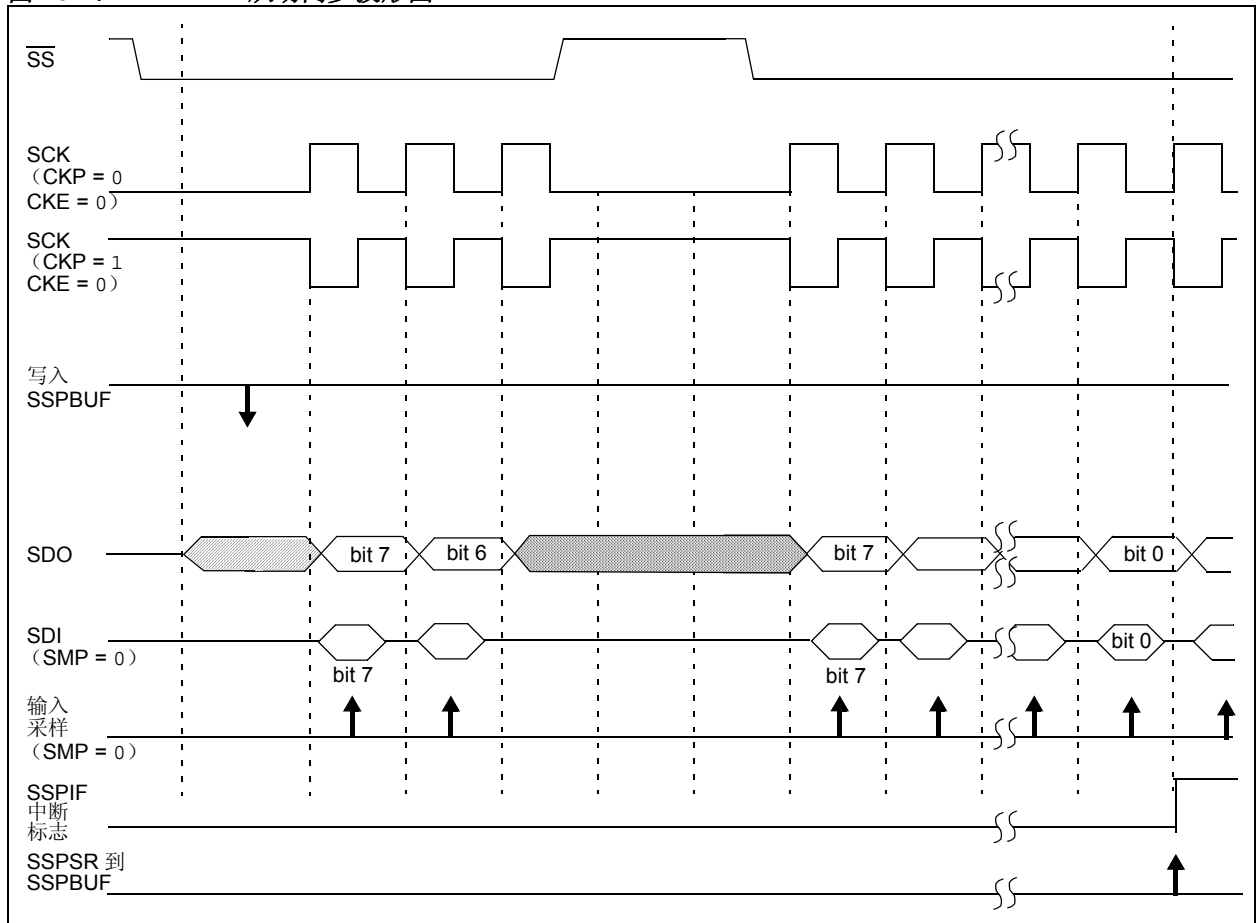 SS
SCK
（CKP = 0
CKE = 0）
SCK
（CKP = 1
CKE = 0）
写入
SSPBUF
SDO
bit 7
bit 6
bit 7
bit 0
SDI
（SMP = 0）
bit 7
bit 7
bit 0
输入
采样
（SMP = 0）
SSPIF
中断
标志
SSPSR 到
SSPBUF